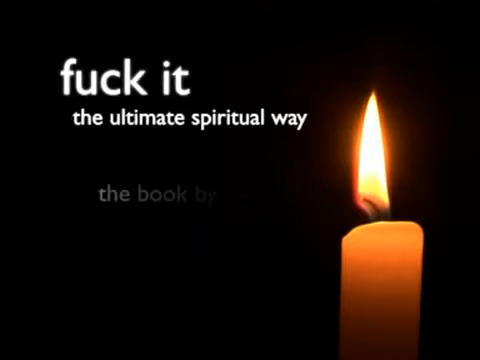 fuck it
the ultimate spiritual way
the book by